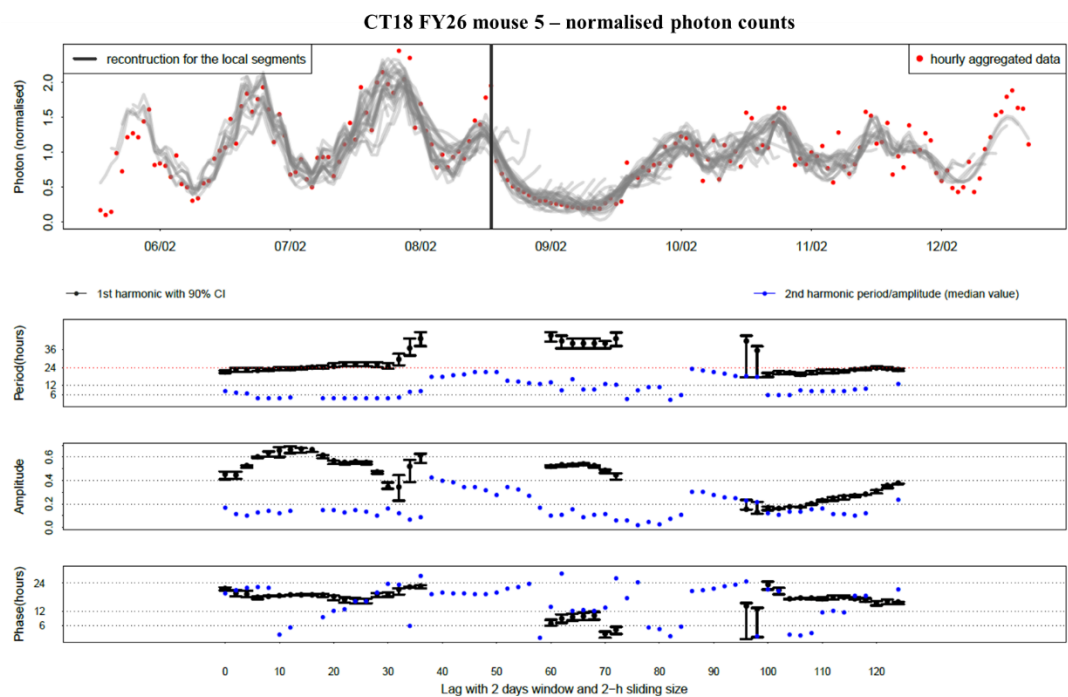 CT18 FY26 mouse 5 – normalised photon counts
recontruction for the local segments
hourly aggregated data
Photon (normalised)
2.0
1.5
1.0
0.5
0.0
06/02 07/02 08/02 09/02 10/02 11/02 12/02
1st harmonic with 90% CI
2nd harmonic period/amplitude (median value)
Period(hours)
36
24
12
6
Amplitude
0.6
0.4
0.2
0.0
Phase(hours)
24
12
6
0 10 20 30 40 50 60 70 80 90 100 110 120
Lag with 2 days window and 2-h sliding size